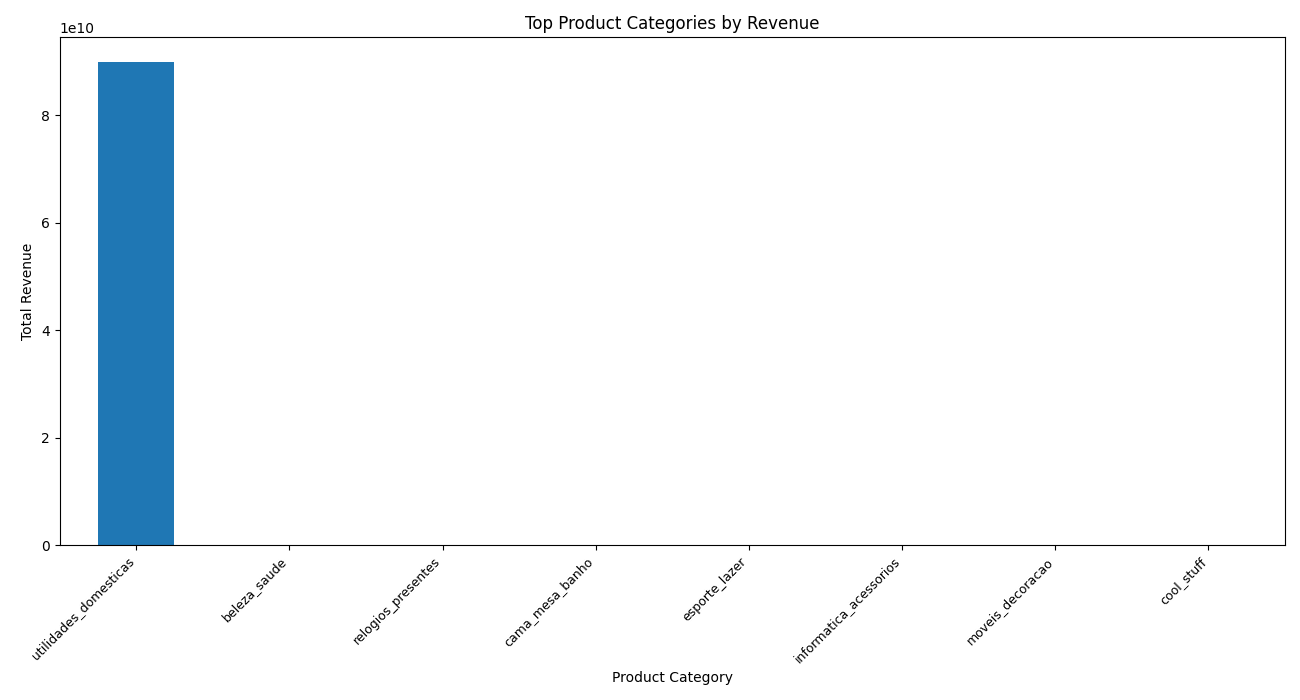 Top Product Categories by Revenue
1e10
8
6
4
2
0
Total Revenue
utilidades_domesticas
beleza_saude
relogios_presentes
cama_mesa_banho
esporte_lazer
informatica_acessorios
moveis_decoracao
cool_stuff
Product Category